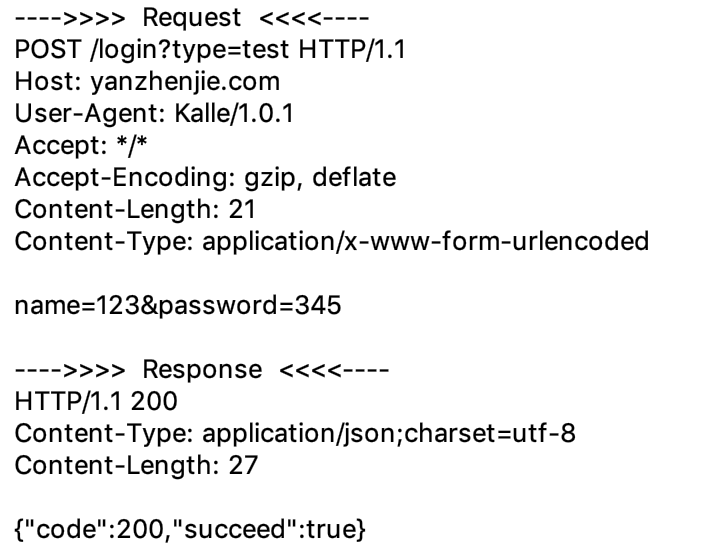 ---->>>>  Request  <<<<----
POST /login?type=test HTTP/1.1
Host: yanzhenjie.com
User-Agent: Kalle/1.0.1
Accept: */*
Accept-Encoding: gzip, deflate
Content-Length: 21
Content-Type: application/x-www-form-urlencoded

name=123&password=345

---->>>>  Response  <<<<----
HTTP/1.1 200
Content-Type: application/json;charset=utf-8
Content-Length: 27

{"code":200,"succeed":true}